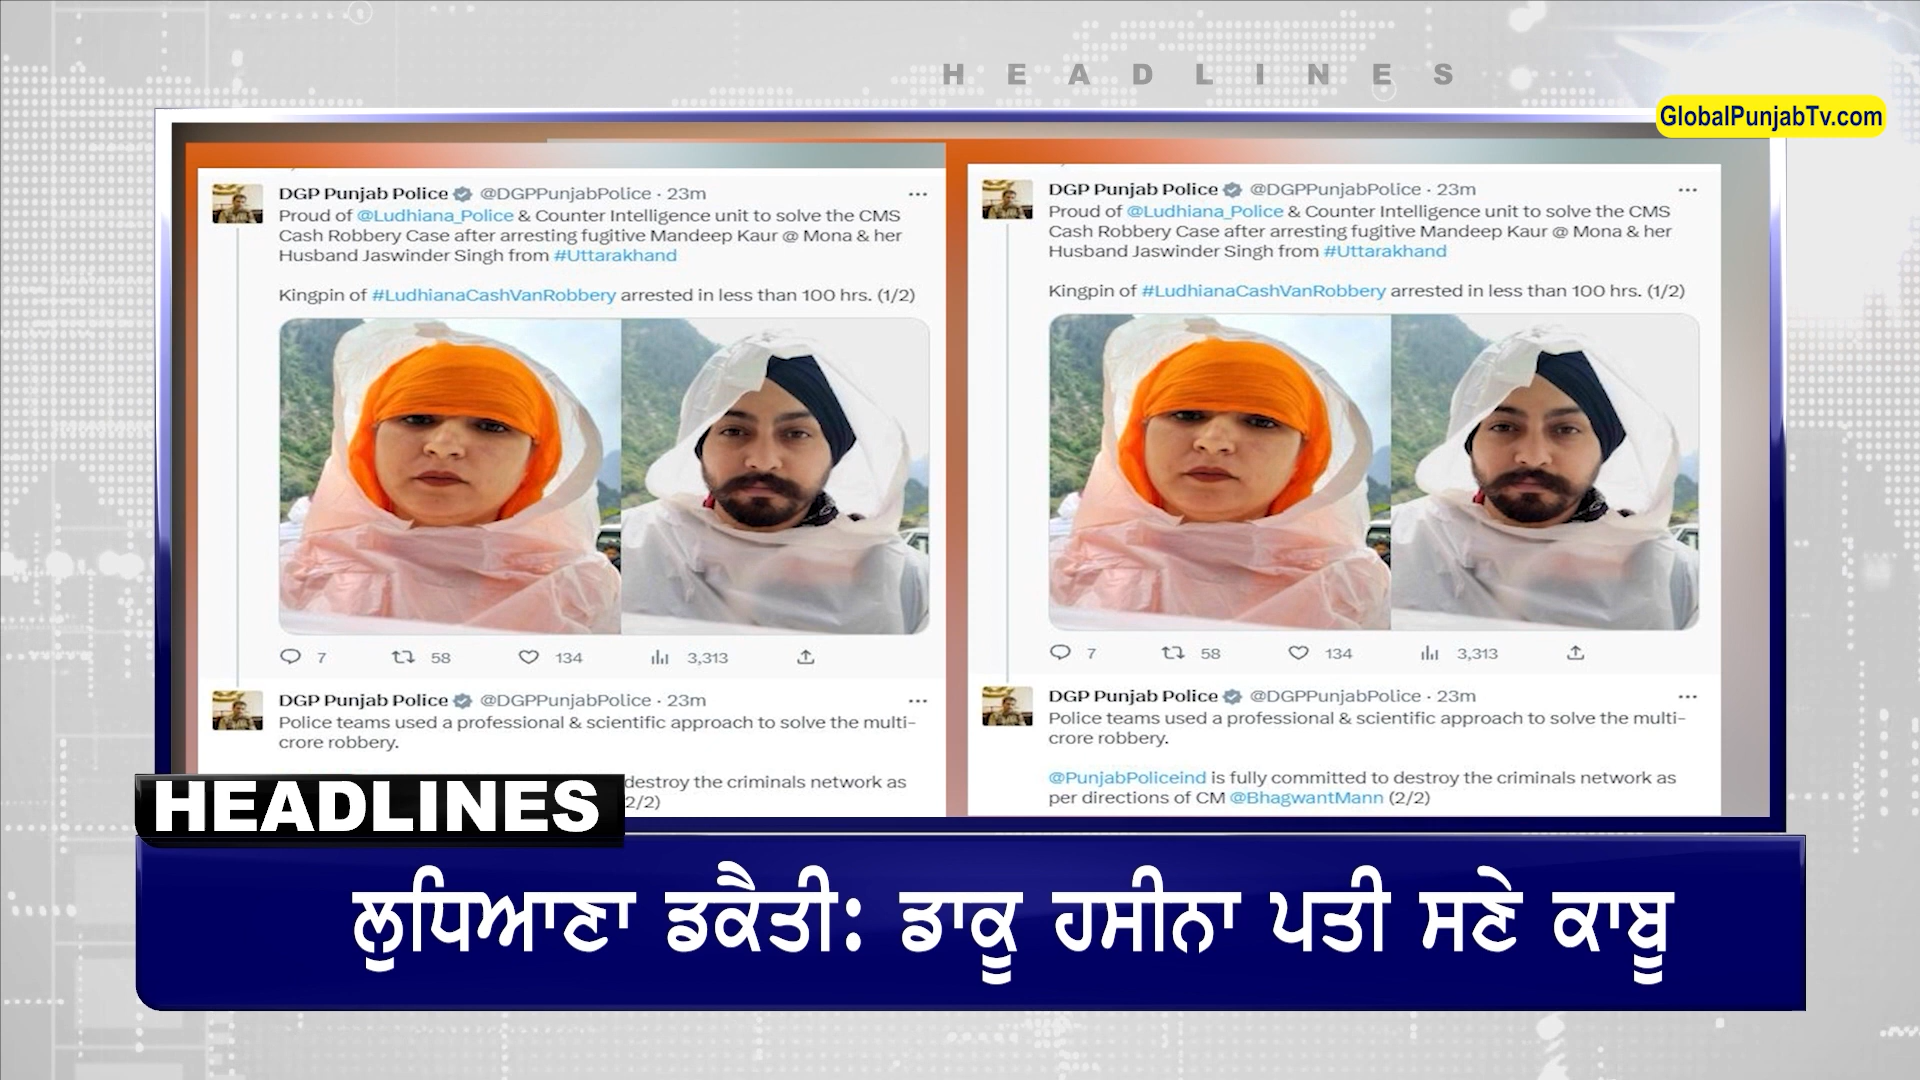 HEADLINES
GlobalPunjabTv.com
DGP Punjab Police @DGPPunjabPolice · 23m
Proud of @Ludhiana_Police & Counter Intelligence unit to solve the CMS
Cash Robbery Case after arresting fugitive Mandeep Kaur @ Mona & her
Husband Jaswinder Singh from #Uttarakhand
Kingpin of #LudhianaCashVanRobbery arrested in less than 100 hrs. (1/2)
7 58 134 3,313
DGP Punjab Police @DGPPunjabPolice · 23m
Police teams used a professional & scientific approach to solve the multi-
crore robbery.
destroy the criminals network as
2/2)
DGP Punjab Police @DGPPunjabPolice · 23m
Proud of @Ludhiana_Police & Counter Intelligence unit to solve the CMS
Cash Robbery Case after arresting fugitive Mandeep Kaur @ Mona & her
Husband Jaswinder Singh from #Uttarakhand
Kingpin of #LudhianaCashVanRobbery arrested in less than 100 hrs. (1/2)
7 58 134 3,313
DGP Punjab Police @DGPPunjabPolice · 23m
Police teams used a professional & scientific approach to solve the multi-
crore robbery.
@PunjabPoliceind is fully committed to destroy the criminals network as
per directions of CM @BhagwantMann (2/2)
HEADLINES
ਲੁਧਿਆਣਾ ਡਕੈਤੀ: ਡਾਕੂ ਹਸੀਨਾ ਪਤੀ ਸਣੇ ਕਾਬੂ